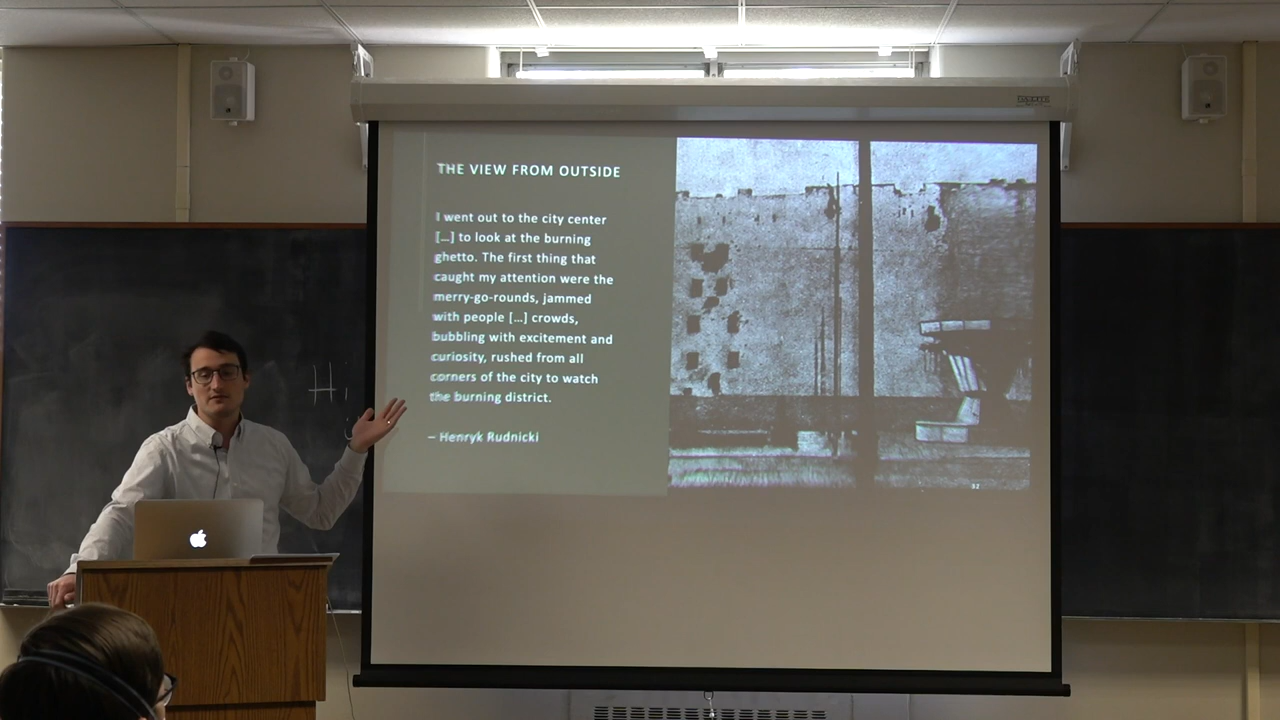 THE VIEW FROM OUTSIDE
I went out to the city center
[...] to look at the burning
ghetto. The first thing that
caught my attention were the
merry-go-rounds, jammed
with people [...] crowds,
bubbling with excitement and
curiosity, rushed from all
corners of the city to watch
the burning district.
– Henryk Rudnicki
32